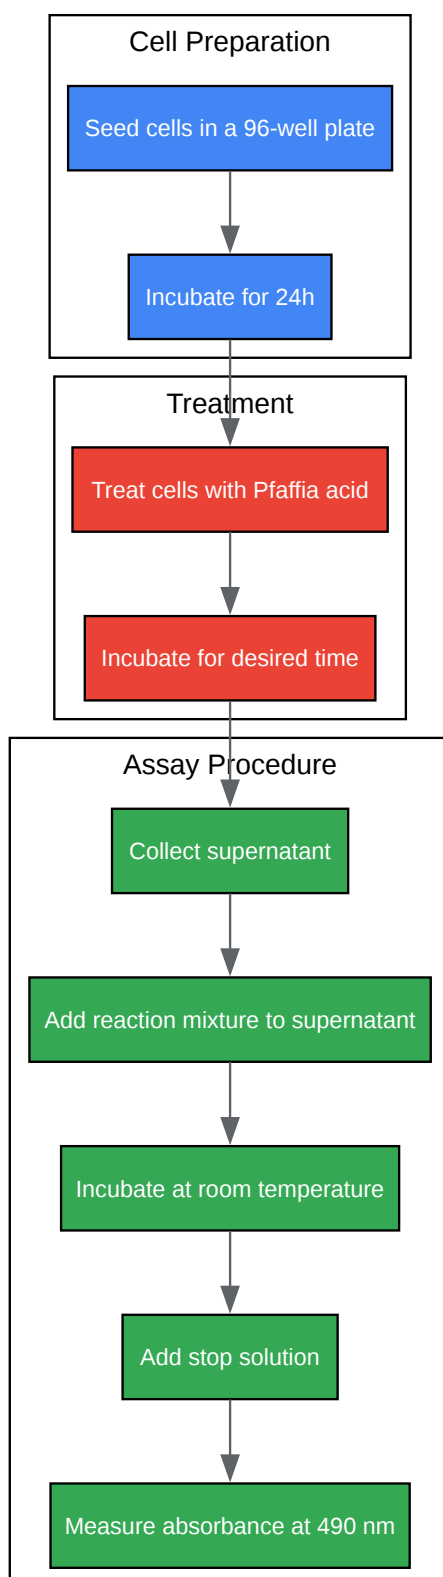 Cell Preparation
Seed cells in a 96-well plate
Incubate for 24h
Treatment
Treat cells with Pfaffia acid
Incubate for desired time
Assay Procedure
Collect supernatant
Add reaction mixture to supernatant
Incubate at room temperature
Add stop solution
Measure absorbance at 490 nm